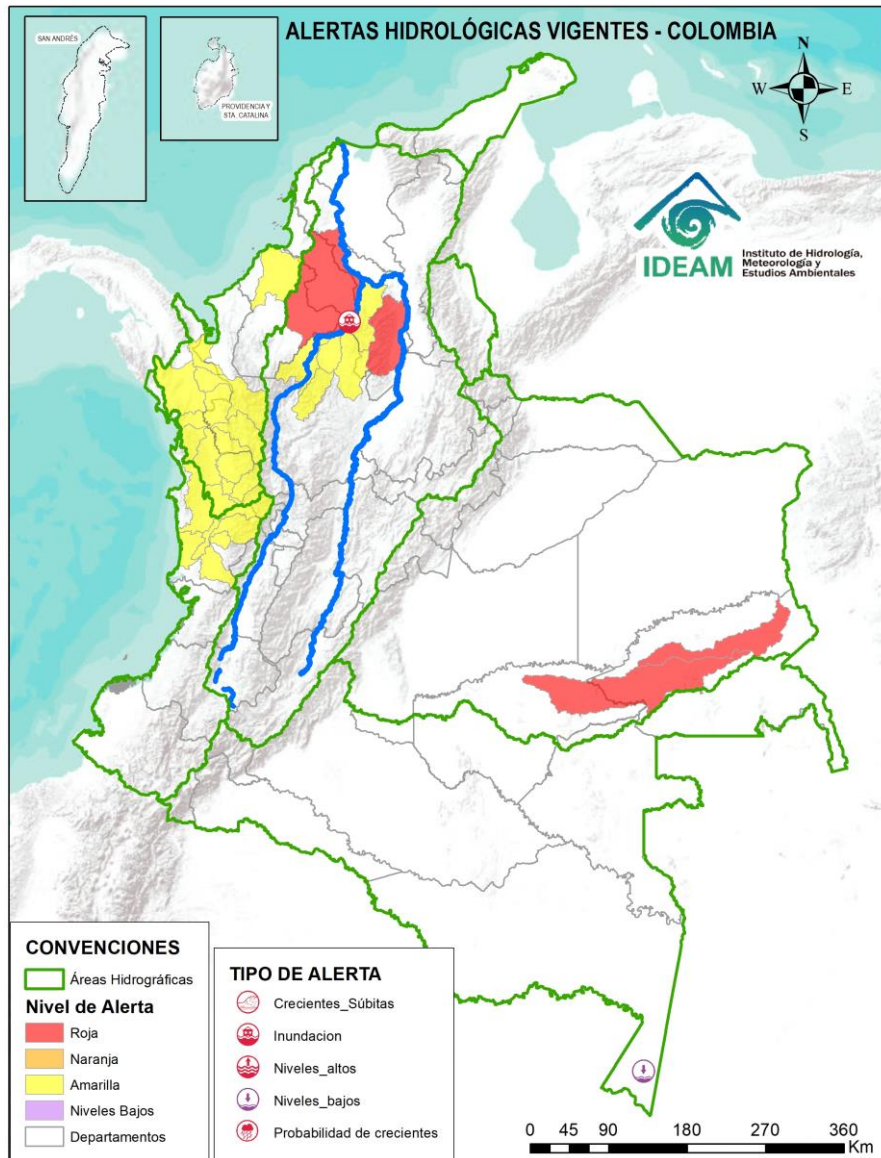 ALERTAS HIDROLÓGICAS VIGENTES - COLOMBIA
SAN ANDRÉS
PROVIDENCIA Y
STA. CATALINA
N
W
E
S
IDEAM
Instituto de Hidrología,
Meteorología y
Estudios Ambientales
CONVENCIONES
Áreas Hidrográficas
Nivel de Alerta
Roja
Naranja
Amarilla
Niveles Bajos
Departamentos
TIPO DE ALERTA
Crecientes_Súbitas
Inundacion
Niveles_altos
Niveles_bajos
Probabilidad de crecientes
0 45 90 180 270 360
Km